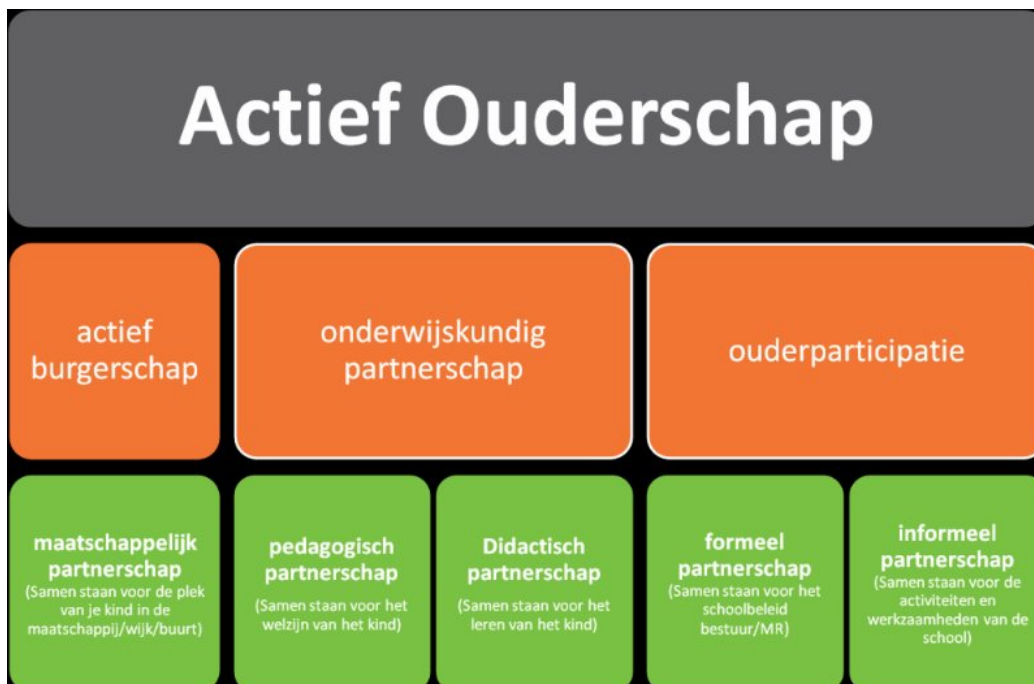 Actief Ouderschap
actief
burgerschap
onderwijskundig
partnerschap
ouderparticipatie
maatschappelijk
partnerschap
(Samen staan voor de plek
van je kind in de
maatschappij/wijk/buurt)
pedagogisch
partnerschap
(Samen staan voor het
welzijn van het kind)
Didactisch
partnerschap
(Samen staan voor het
leren van het kind)
formeel
partnerschap
(Samen staan voor het
schoolbeleid
bestuur/MR)
informeel
partnerschap
(Samen staan voor de
activiteiten en
werkzaamheden van de
school)